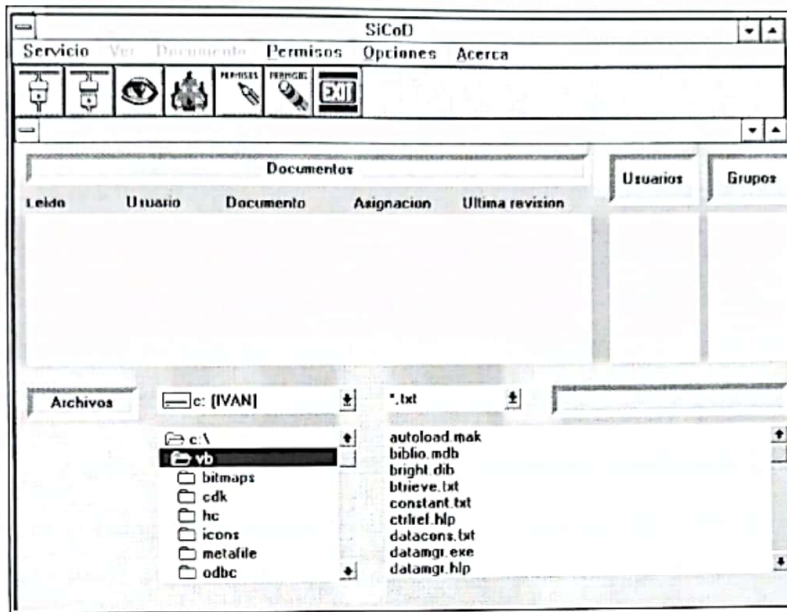 SiCoD
Servicio Ver Documento Permisos Opciones Acerca
PERMISOS PERMISOS EXIT
Documentos
Usuarios Grupos
Leido Usuario Documento Asignacion Ultima revision
Archivos
c: [IVAN]
*.txt
c:\
vb
bitmaps
cdk
hc
icons
metafile
odbc
autoload.mak
biblio.mdb
bright.dib
btrieve.txt
constant.txt
ctrlref.hlp
datacons.txt
datamgr.exe
datamgr.hlp